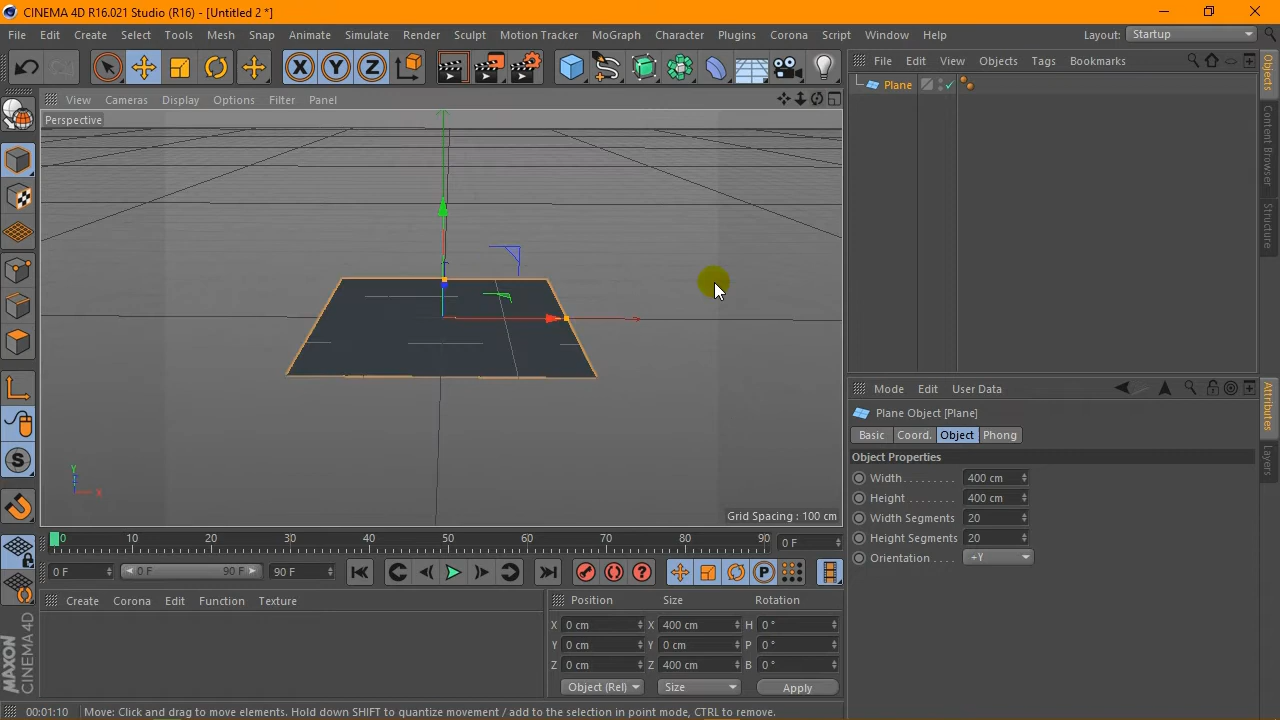 CINEMA 4D R16.021 Studio (R16) - [Untitled 2 *]
File Edit Create Select Tools Mesh Snap Animate Simulate Render Sculpt Motion Tracker MoGraph Character Plugins Corona Script Window Help Layout: Startup
X Y Z
View Cameras Display Options Filter Panel
File Edit View Objects Tags Bookmarks
Perspective
Plane
Objects
Content Browser
Structure
Y
X
Grid Spacing : 100 cm
Mode Edit User Data
Plane Object [Plane]
Basic Coord. Object Phong
Object Properties
Width 400 cm
Height 400 cm
Width Segments 20
Height Segments 20
Orientation +Y
Attributes
Layers
0 10 20 30 40 50 60 70 80 90 0 F
0 F 0 F 90 F 90 F
P
S
Create Corona Edit Function Texture
Position Size Rotation
X 0 cm X 400 cm H 0 °
Y 0 cm Y 0 cm P 0 °
Z 0 cm Z 400 cm B 0 °
Object (Rel) Size Apply
MAXON CINEMA 4D
00:01:10 Move: Click and drag to move elements. Hold down SHIFT to quantize movement / add to the selection in point mode, CTRL to remove.